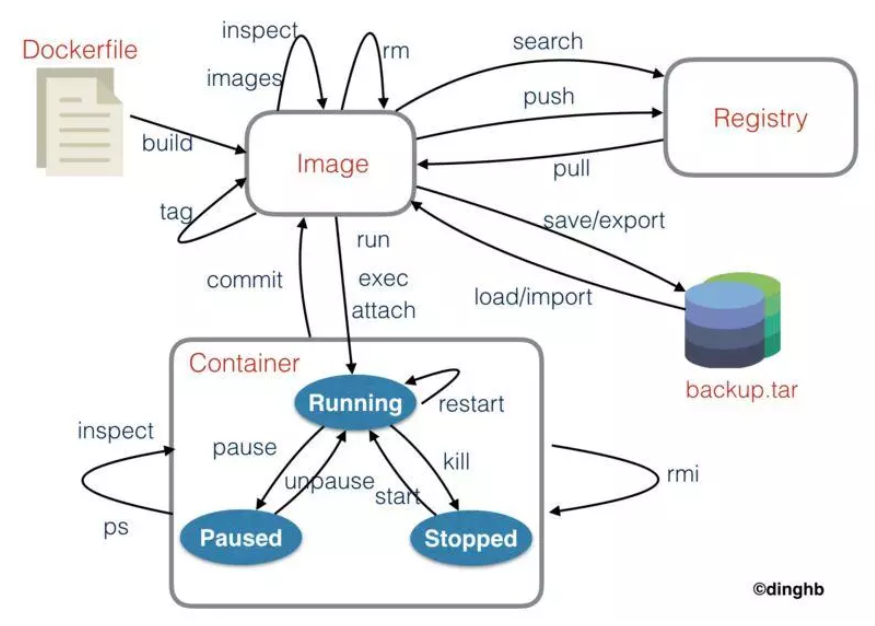 Dockerfile
inspect
images
rm
search
push
pull
Registry
build
Image
tag
run
exec
attach
commit
save/export
load/import
backup.tar
Container
Running
restart
inspect
ps
pause
unpause
start
kill
rmi
Paused
Stopped
©dinghb